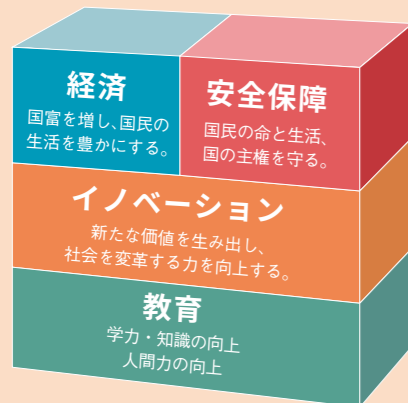 経済
国富を増し、国民の
生活を豊かにする。
安全保障
国民の命と生活、
国の主権を守る。
イノベーション
新たな価値を生み出し、
社会を変革する力を向上する。
教育
学力・知識の向上
人間力の向上